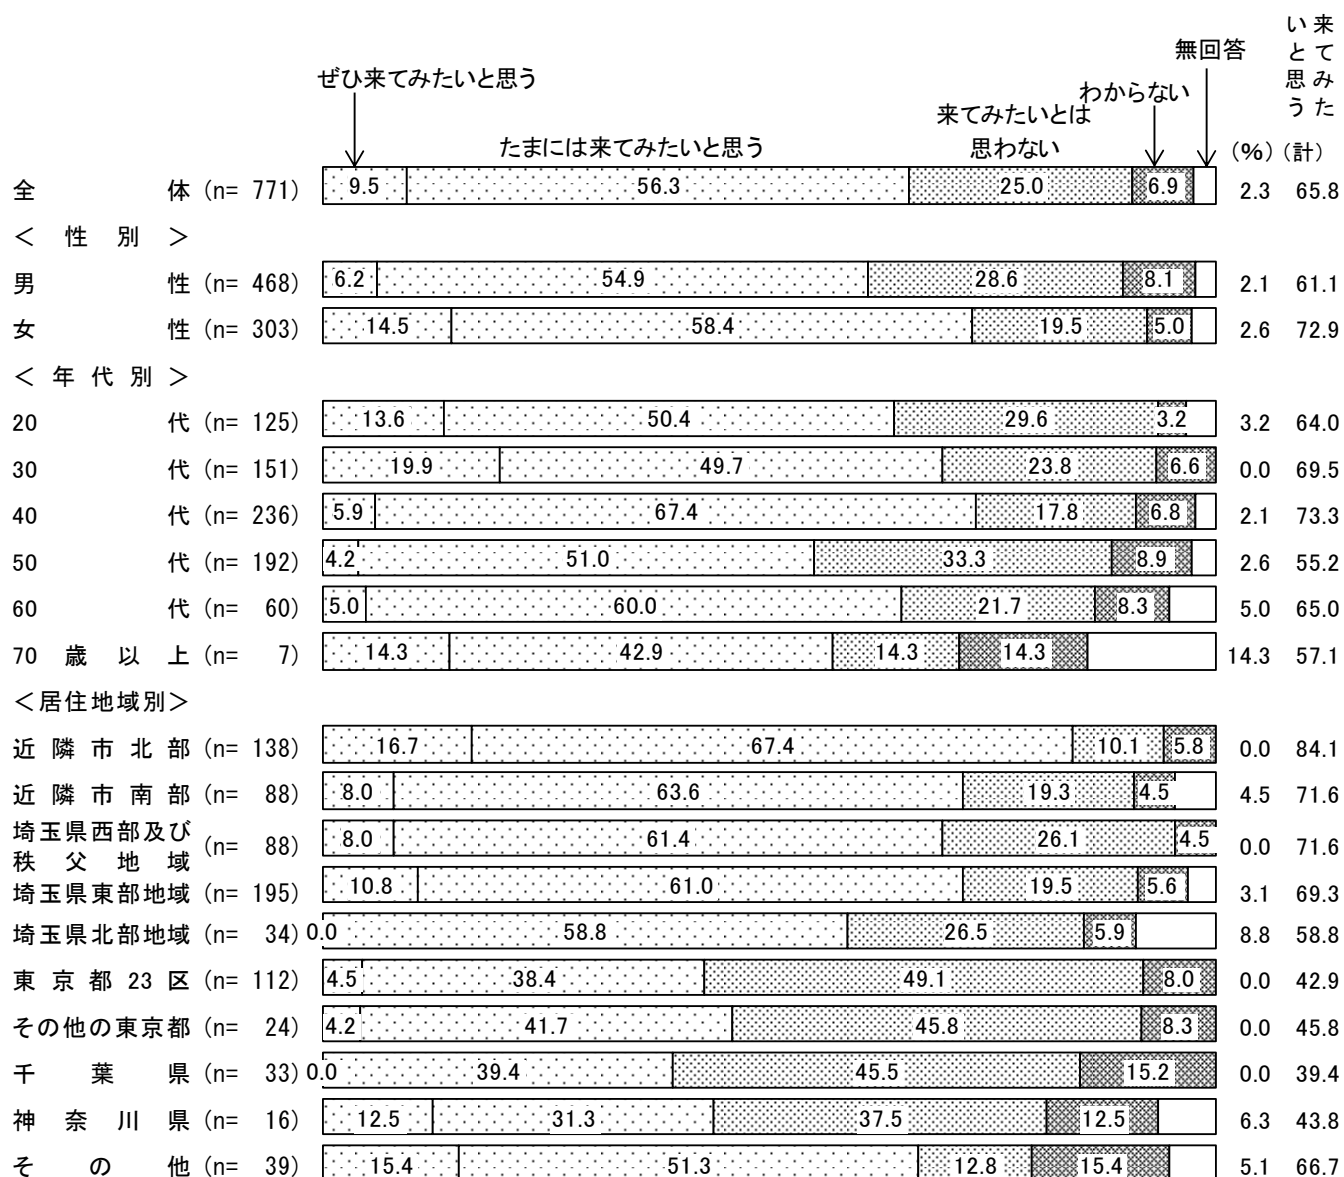 来てみたいと思う
無回答
ぜひ来てみたいと思う
わからない
来てみたいとは
思わない
たまには来てみたいと思う
(%) (計)
全体 (n= 771) 9.5 56.3 25.0 6.9 2.3 65.8
＜性別＞
男性 (n= 468) 6.2 54.9 28.6 8.1 2.1 61.1
女性 (n= 303) 14.5 58.4 19.5 5.0 2.6 72.9
＜年代別＞
20代 (n= 125) 13.6 50.4 29.6 3.2 3.2 64.0
30代 (n= 151) 19.9 49.7 23.8 6.6 0.0 69.5
40代 (n= 236) 5.9 67.4 17.8 6.8 2.1 73.3
50代 (n= 192) 4.2 51.0 33.3 8.9 2.6 55.2
60代 (n= 60) 5.0 60.0 21.7 8.3 5.0 65.0
70歳以上 (n= 7) 14.3 42.9 14.3 14.3 14.3 57.1
＜居住地域別＞
近隣市北部 (n= 138) 16.7 67.4 10.1 5.8 0.0 84.1
近隣市南部 (n= 88) 8.0 63.6 19.3 4.5 4.5 71.6
埼玉県西部及び
秩父地域 (n= 88) 8.0 61.4 26.1 4.5 0.0 71.6
埼玉県東部地域 (n= 195) 10.8 61.0 19.5 5.6 3.1 69.3
埼玉県北部地域 (n= 34) 0.0 58.8 26.5 5.9 8.8 58.8
東京都23区 (n= 112) 4.5 38.4 49.1 8.0 0.0 42.9
その他の東京都 (n= 24) 4.2 41.7 45.8 8.3 0.0 45.8
千葉県 (n= 33) 0.0 39.4 45.5 15.2 0.0 39.4
神奈川県 (n= 16) 12.5 31.3 37.5 12.5 6.3 43.8
その他 (n= 39) 15.4 51.3 12.8 15.4 5.1 66.7